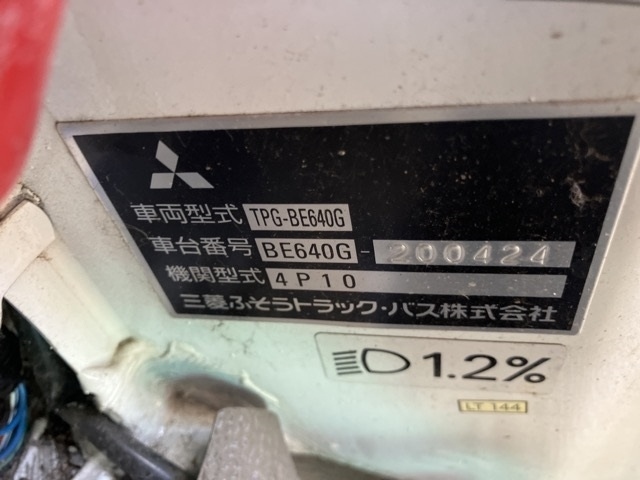 車両型式 TPG-BE640G
車台番号 BE640G-200424
機関型式 4P10
三菱ふそうトラック・バス株式会社
1.2%
LT 144